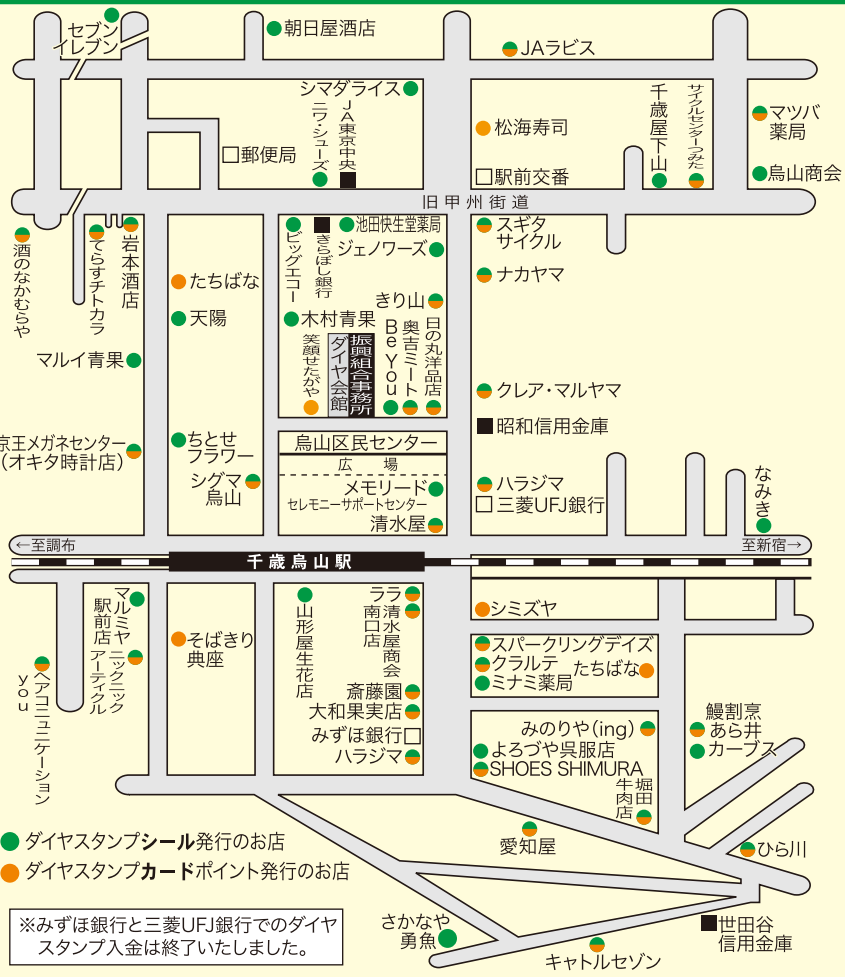 セブン
イレブン
朝日屋酒店
JAラビス
シマダライス
ニワ・シューズ
JA東京中央
郵便局
松海寿司
駅前交番
千歳屋下山
サイクルセンターつみた
マツバ
薬局
烏山商会
旧甲州街道
酒のなかむらや
てらすチトカラ
岩本酒店
たちばな
天陽
マルイ青果
ビッグエコー
きらぼし銀行
池田快生堂薬局
ジェノワーズ
きり山
木村青果
笑顔せたがや
ダイヤ会館
振興組合事務所
Be You
奥吉ミート
日の丸洋品店
スギタ
サイクル
ナカヤマ
クレア・マルヤマ
昭和信用金庫
京王メガネセンター
(オキタ時計店)
ちとせ
フラワー
シグマ
烏山
烏山区民センター
広場
メモリード
セレモニーサポートセンター
清水屋
ハラジマ
三菱UFJ銀行
なみき
←至調布
至新宿→
千歳烏山駅
マルミヤ
駅前店
ニックニック
アーティクル
ヘアコミュニケーション
you
そばきり
典座
山形屋生花店
ララ
清水屋商会
南口店
斎藤園
大和果実店
みずほ銀行
ハラジマ
シミズヤ
スパークリングデイズ
クラルテ
たちばな
ミナミ薬局
みのりや(ing)
よろづや呉服店
SHOES SHIMURA
堀田
牛肉店
鰻割烹
あら井
カーブス
愛知屋
ひら川
さかなや
勇魚
キャトルセゾン
世田谷
信用金庫
ダイヤスタンプシール発行のお店
ダイヤスタンプカードポイント発行のお店
※みずほ銀行と三菱UFJ銀行でのダイヤ
スタンプ入金は終了いたしました。